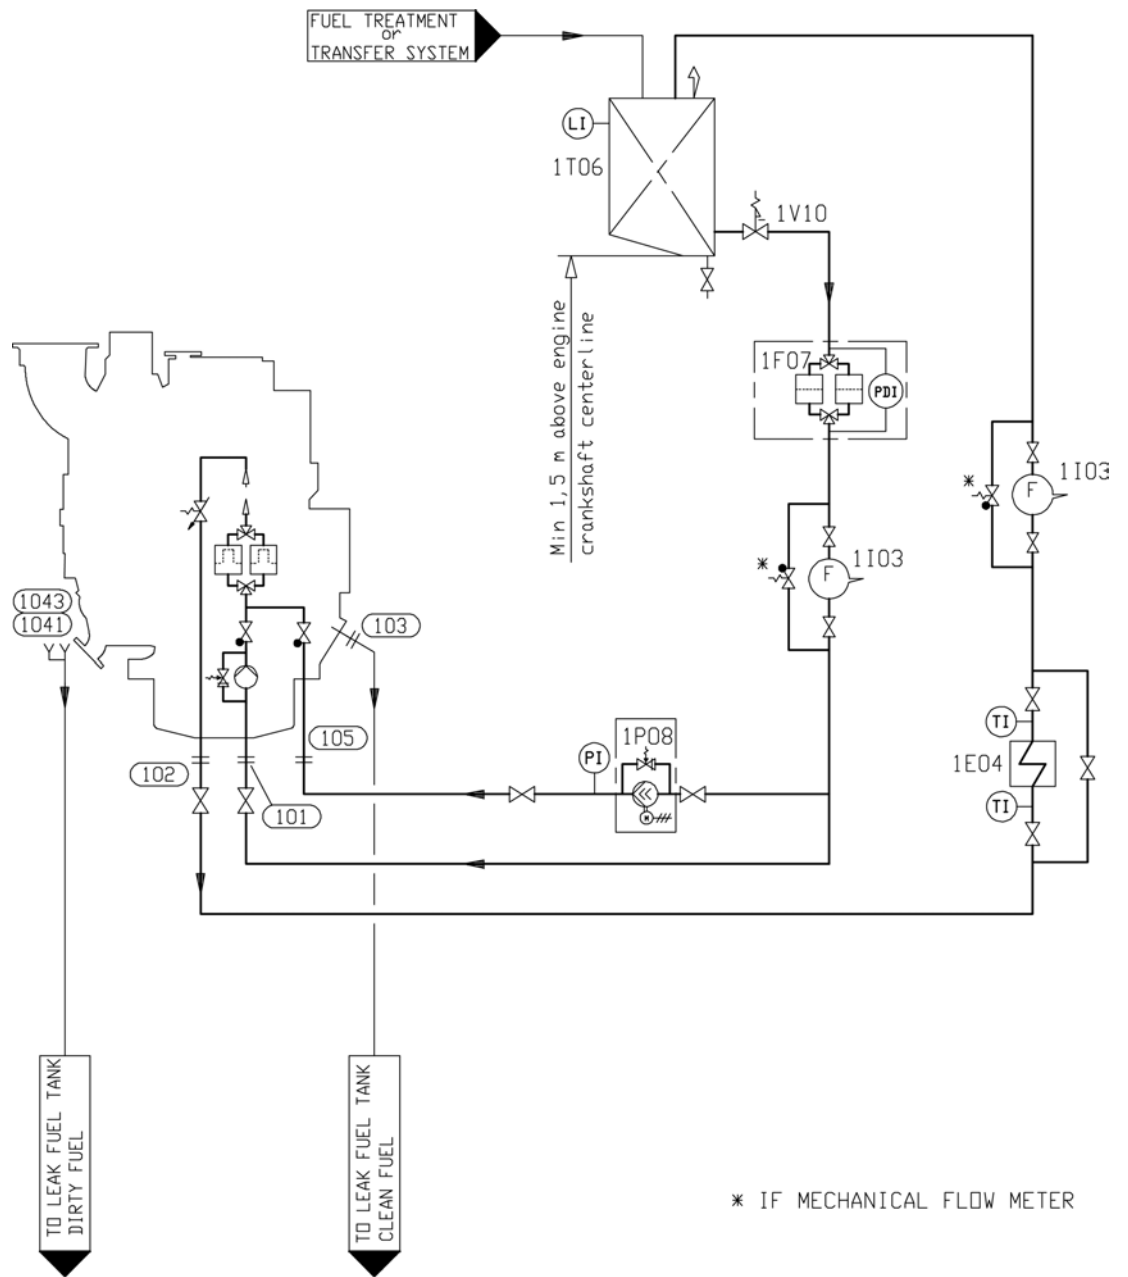 FUEL TREATMENT
or
TRANSFER SYSTEM
LI
1T06
1V10
Min 1,5 m above engine
crankshaft centerline
1F07
PDI
*
F
1I03
*
F
1I03
1043
1041
103
105
102
101
PI
1P08
M
TI
1E04
TI
TO LEAK FUEL TANK
DIRTY FUEL
TO LEAK FUEL TANK
CLEAN FUEL
* IF MECHANICAL FLOW METER